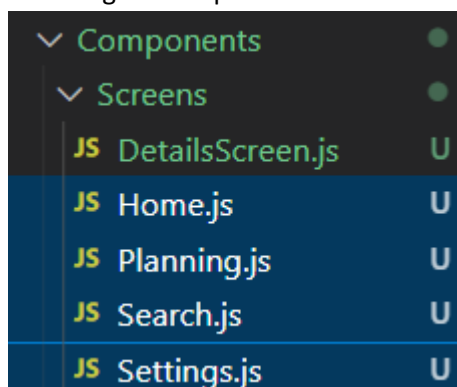 Components
Screens
JS DetailsScreen.js U
JS Home.js U
JS Planning.js U
JS Search.js U
JS Settings.js U